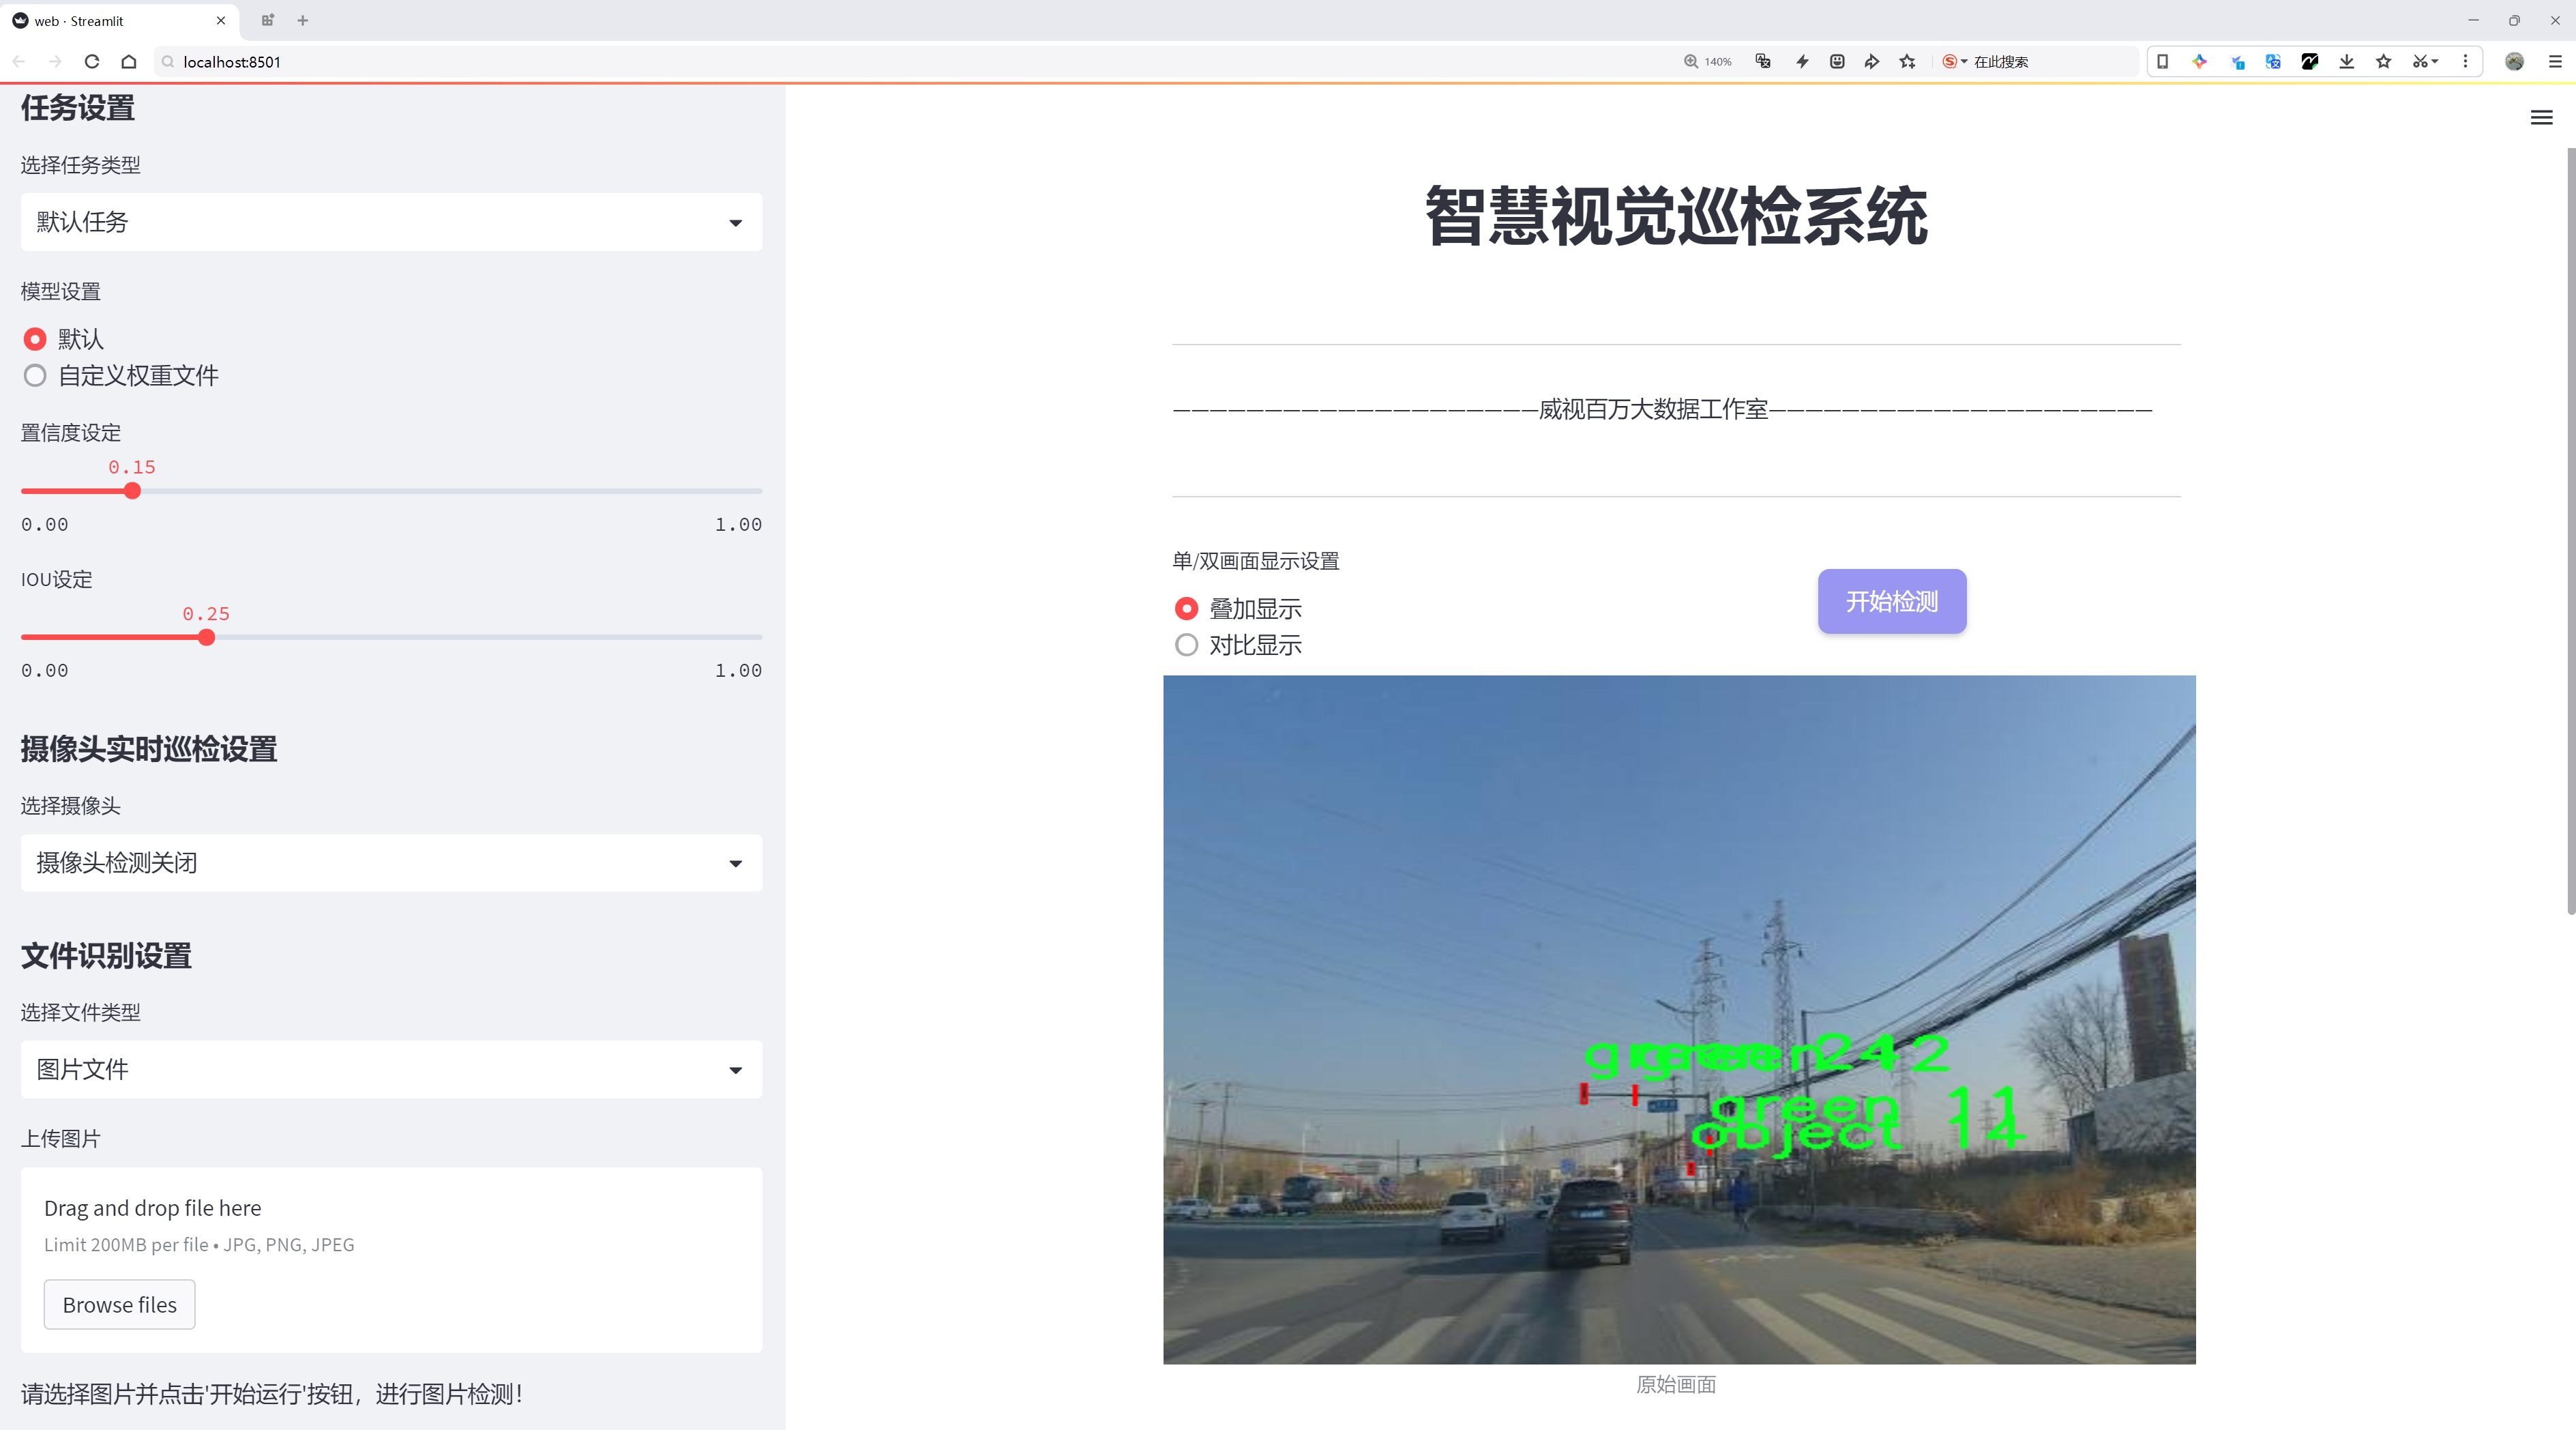 web · Streamlit
localhost:8501
140%
在此搜索
任务设置
选择任务类型
默认任务
模型设置
默认
自定义权重文件
置信度设定
0.15
0.00
1.00
IOU设定
0.25
0.00
1.00
摄像头实时巡检设置
选择摄像头
摄像头检测关闭
文件识别设置
选择文件类型
图片文件
上传图片
Drag and drop file here
Limit 200MB per file • JPG, PNG, JPEG
Browse files
请选择图片并点击'开始运行'按钮，进行图片检测！
智慧视觉巡检系统
————————————————————威视百万大数据工作室—————————————————————
单/双画面显示设置
叠加显示
对比显示
开始检测
green 11
object 14
原始画面